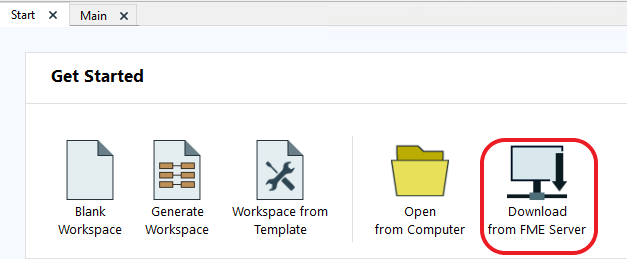 Start
Main
Get Started
Blank
Workspace
Generate
Workspace
Workspace from
Template
Open
from Computer
Download
from FME Server